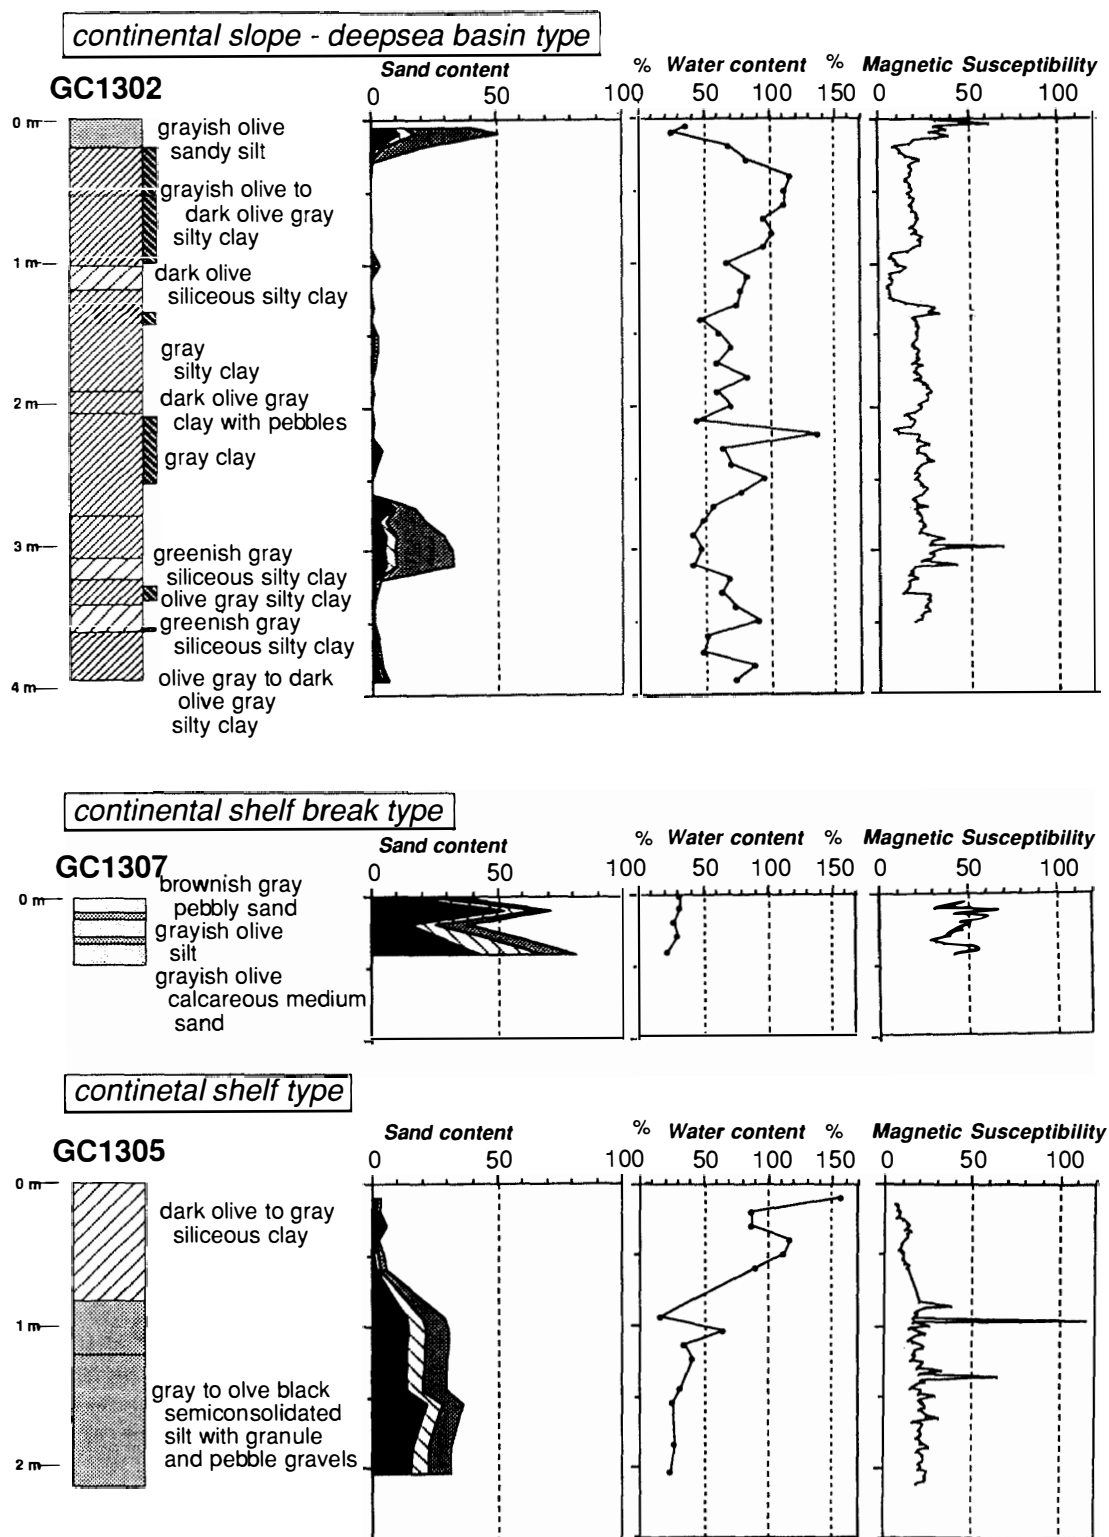 continental slope - deepsea basin type
GC1302
Sand content
% Water content %
Magnetic Susceptibility
0 50 100
50 100 150
0 50 100
0 m
grayish olive
sandy silt
grayish olive to
dark olive gray
silty clay
1 m
dark olive
siliceous silty clay
gray
silty clay
2 m
dark olive gray
clay with pebbles
gray clay
3 m
greenish gray
siliceous silty clay
olive gray silty clay
greenish gray
siliceous silty clay
4 m
olive gray to dark
olive gray
silty clay
continental shelf break type
GC1307
Sand content
% Water content %
Magnetic Susceptibility
0 50 100
50 100 150
0 50 100
0 m
brownish gray
pebbly sand
grayish olive
silt
grayish olive
calcareous medium
sand
continetal shelf type
GC1305
Sand content
% Water content %
Magnetic Susceptibility
0 50 100
50 100 150
0 50 100
0 m
dark olive to gray
siliceous clay
1 m
gray to olve black
semiconsolidated
silt with granule
and pebble gravels
2 m